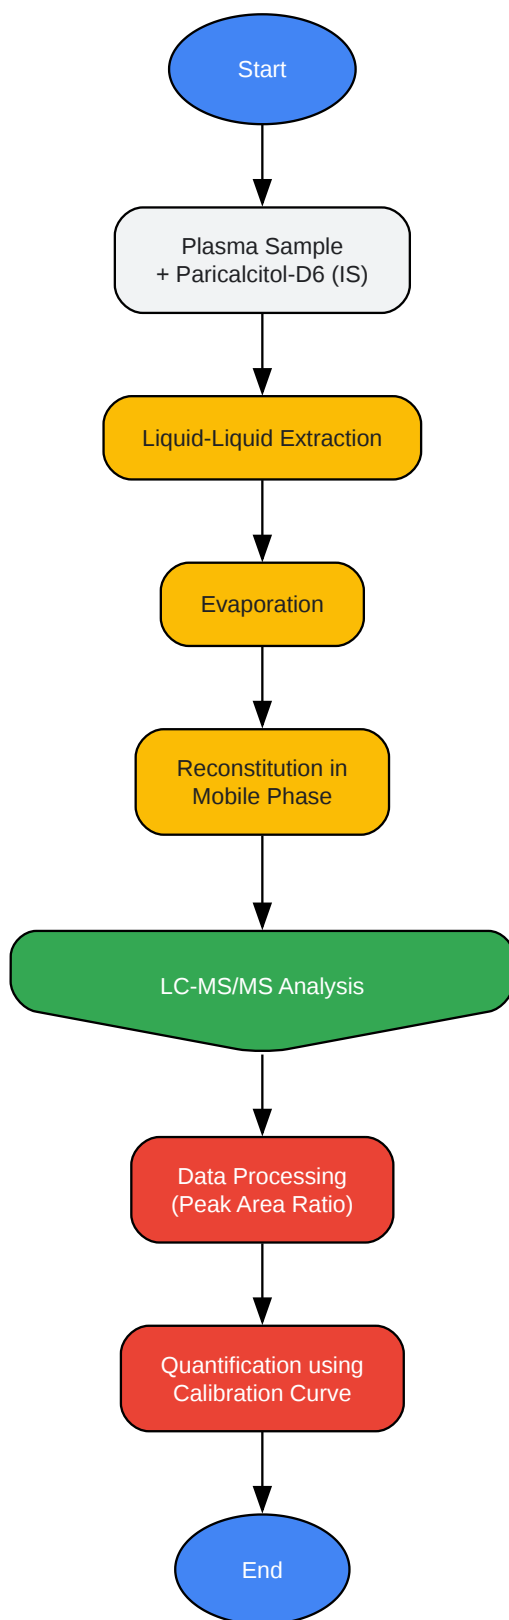 Start
Plasma Sample
+ Paricalcitol-D6 (IS)
Liquid-Liquid Extraction
Evaporation
Reconstitution in
Mobile Phase
LC-MS/MS Analysis
Data Processing
(Peak Area Ratio)
Quantification using
Calibration Curve
End